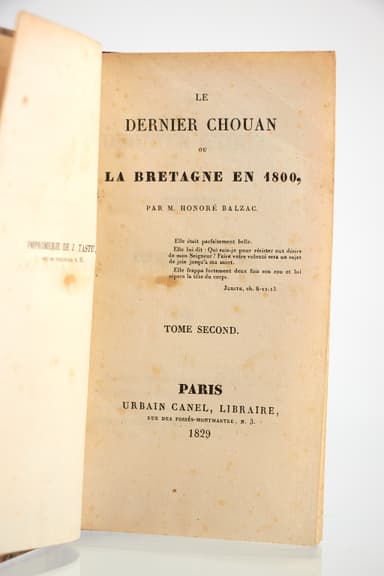 IMPRIMERIE DE J. TASTU,
LE
DERNIER CHOUAN
OU
LA BRETAGNE EN 1800,
PAR M. HONORÉ BALZAC.
Elle était parfaitement belle.
Elle lui dit : Qui suis-je pour résister aux désirs
de mon Seigneur ? Faire votre volonté sera un sujet
de joie jusqu'à ma mort.
Elle frappa fortement deux fois son cou et lui
sépara la tête du corps.
JUDITH, ch. 8-12-13
TOME SECOND.
PARIS
URBAIN CANEL, LIBRAIRE,
RUE DES FOSSÉS-MONTMARTRE, N. 3.
1829